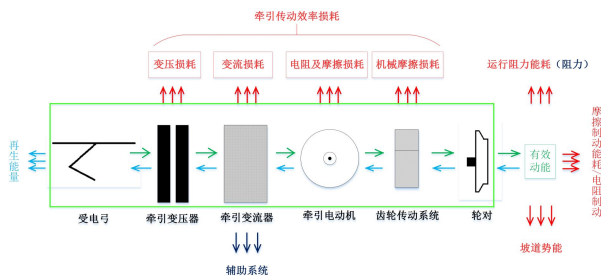 牵引传动效率损耗
变压损耗
变流损耗
电阻及摩擦损耗
机械摩擦损耗
运行阻力能耗（阻力）
再生能量
有效动能
摩擦制动能耗/电阻制动
受电弓
牵引变压器
牵引变流器
牵引电动机
齿轮传动系统
轮对
坡道势能
辅助系统